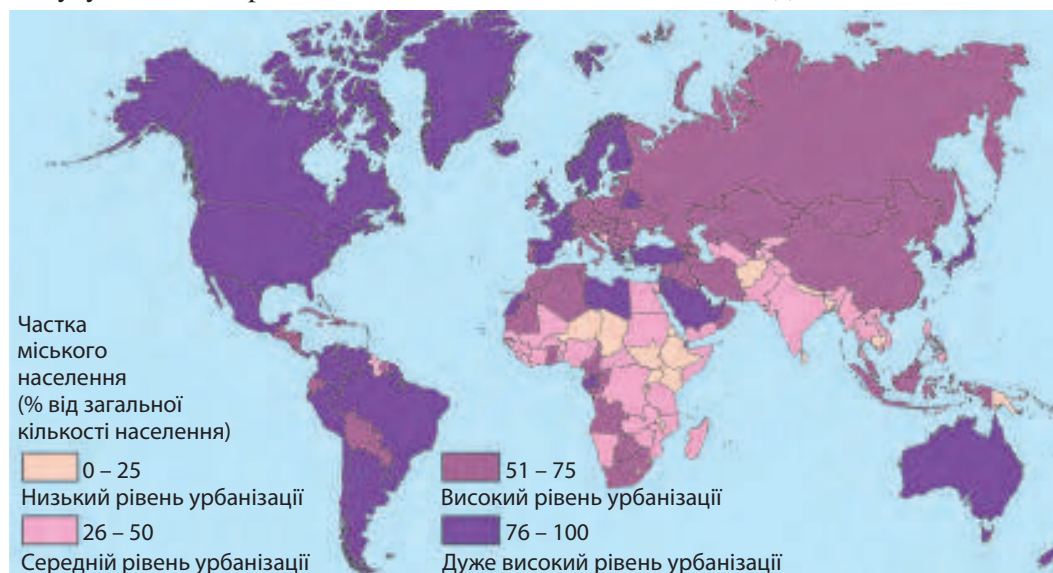 Частка
міського
населення
(% від загальної
кількості населення)
0 – 25
Низький рівень урбанізації
26 – 50
Середній рівень урбанізації
51 – 75
Високий рівень урбанізації
76 – 100
Дуже високий рівень урбанізації